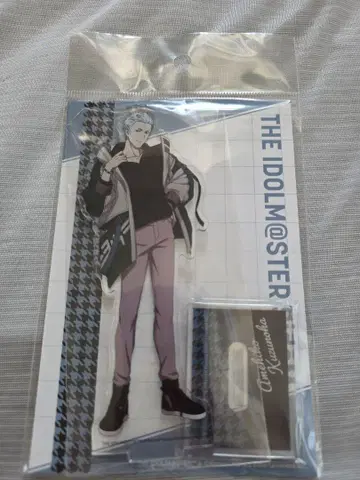 THE IDOLM@STER
Amehiko
Kuzunoha